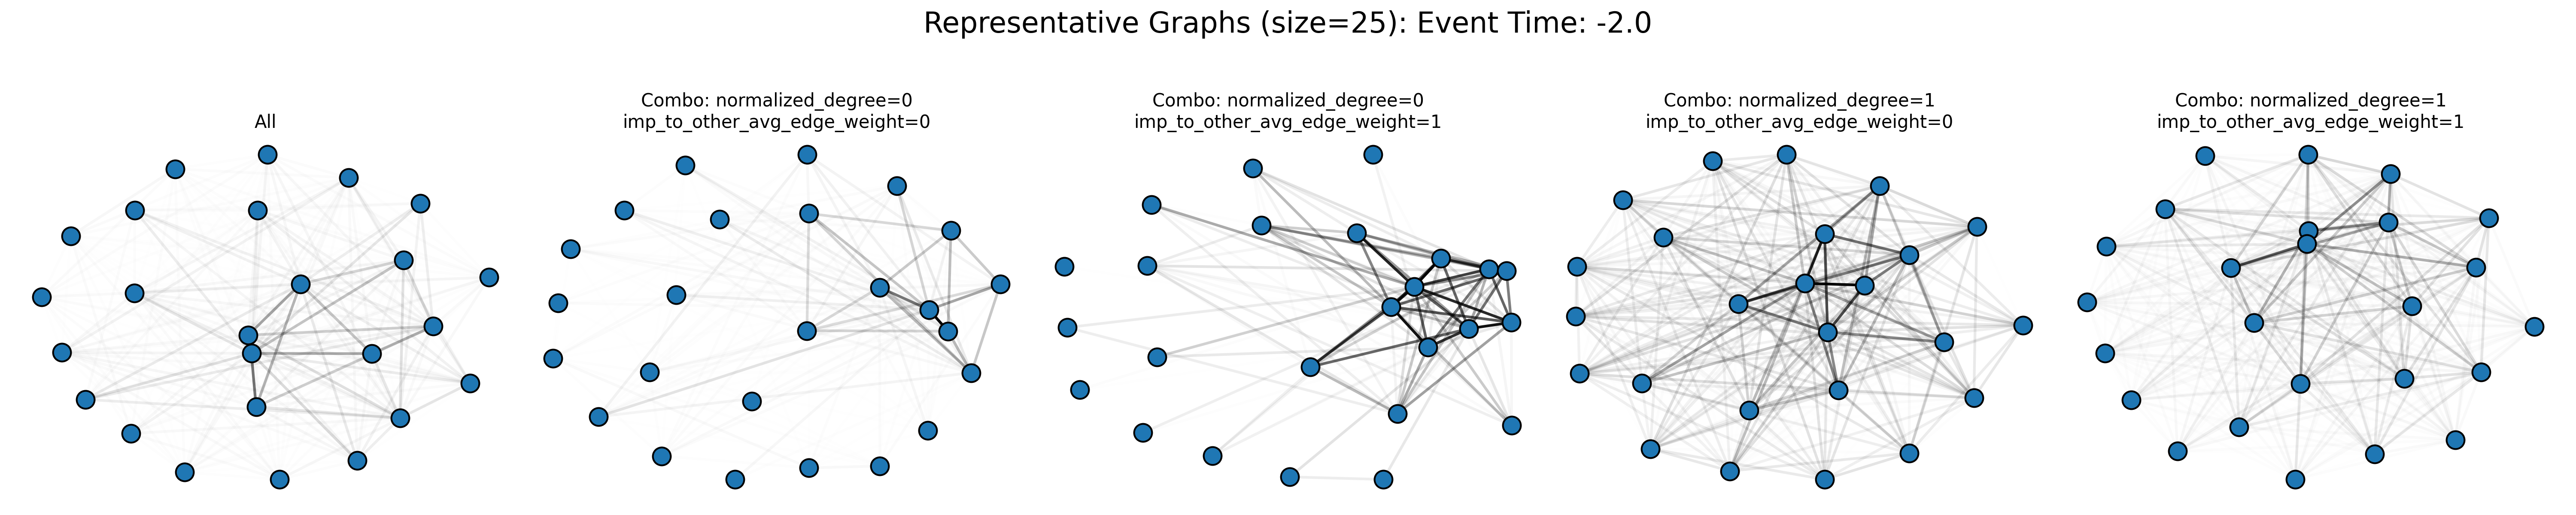 Representative Graphs (size=25): Event Time: -2.0
All
Combo: normalized_degree=0
imp_to_other_avg_edge_weight=0
Combo: normalized_degree=0
imp_to_other_avg_edge_weight=1
Combo: normalized_degree=1
imp_to_other_avg_edge_weight=0
Combo: normalized_degree=1
imp_to_other_avg_edge_weight=1